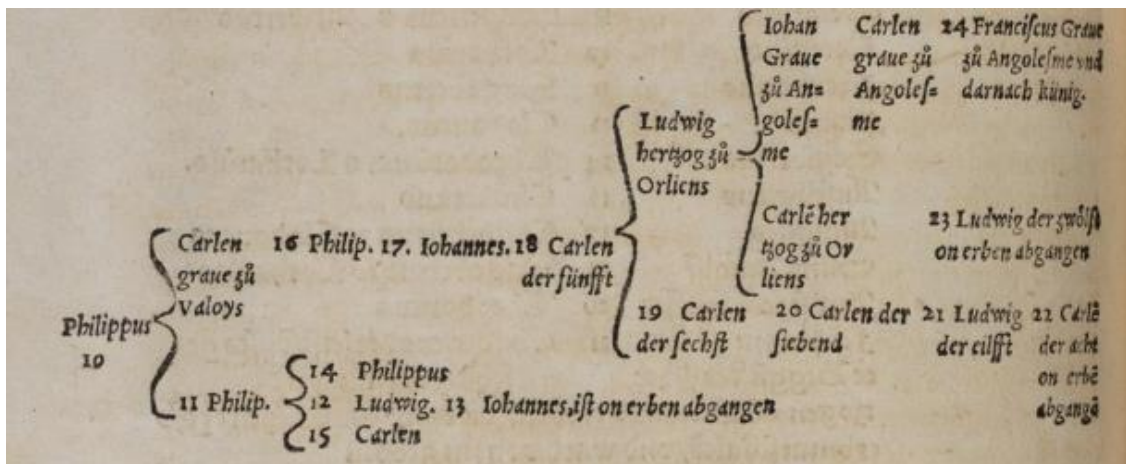 Iohan Carlen 24 Franciſcus Graue
Graue graue zů zů Angoleſme vnd
zů An= Angoleſ= darnach künig.
Ludwig goleſ= me
hertzog zů me
Orliens
Carlē her 23 Ludwig der zwölfft
tzog zů Or on erben abgangen
liens
Carlen 16 Philip. 17. Iohannes. 18 Carlen
graue zů der fünfft
Valoys
19 Carlen 20 Carlen der 21 Ludwig 22 Carlē
der ſechſt ſiebend der eilfft der acht
on erbē
abgangē
Philippus
10
14 Philippus
11 Philip. 12 Ludwig. 13 Iohannes, iſt on erben abgangen
15 Carlen